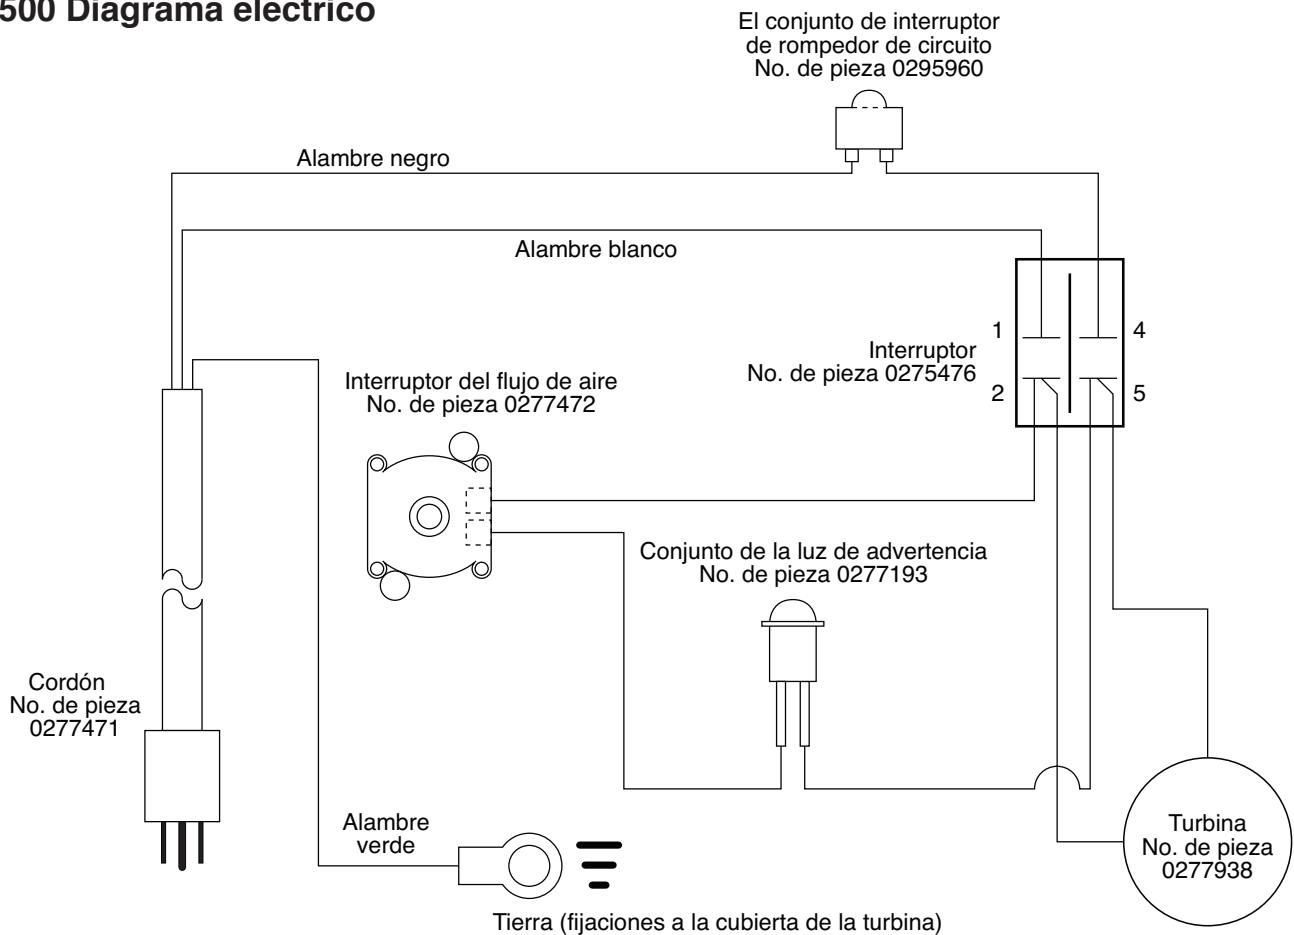 500 Diagrama eléctrico
El conjunto de interruptor
de rompedor de circuito
No. de pieza 0295960
Alambre negro
Alambre blanco
1
4
Interruptor
No. de pieza 0275476
2
5
Interruptor del flujo de aire
No. de pieza 0277472
Conjunto de la luz de advertencia
No. de pieza 0277193
Cordón
No. de pieza
0277471
Alambre
verde
Turbina
No. de pieza
0277938
Tierra (fijaciones a la cubierta de la turbina)